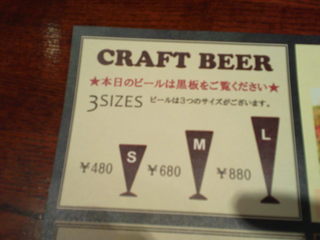 CRAFT BEER
★本日のビールは黒板をご覧ください★
3SIZES ビールは3つのサイズがございます。
¥480 S ¥680 M ¥880 L